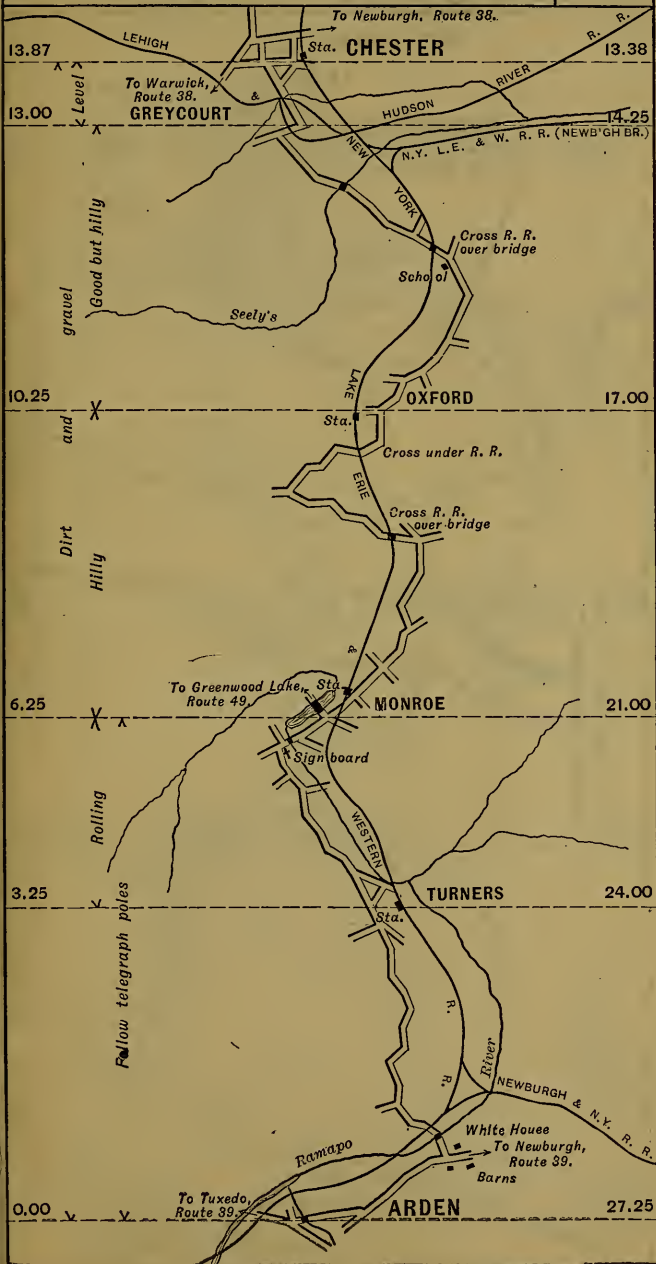 To Newburgh, Route 38.
LEHIGH
R. R.
Sta. CHESTER
13.87
13.38
RIVER
(Level)
To Warwick,
Route 38.
&
HUDSON
13.00
GREYCOURT
14.25
NEW
N.Y. L.E. & W. R.R. (NEWB'GH BR.)
YORK
Good but hilly
Cross R. R.
over bridge
School
gravel
Seely's
LAKE
10.25
OXFORD
17.00
Sta.
and
Cross under R. R.
ERIE
Cross R. R.
over bridge
Dirt
Hilly
&
To Greenwood Lake,
Route 49.
Sta.
6.25
MONROE
21.00
Sign board
Rolling
WESTERN
TURNERS
3.25
24.00
Sta.
Follow telegraph poles
R.
R.
River
NEWBURGH & N.Y. R. R.
White Houee
To Newburgh,
Route 39.
Ramapo
Barns
To Tuxedo,
Route 39.
0.00
ARDEN
27.25